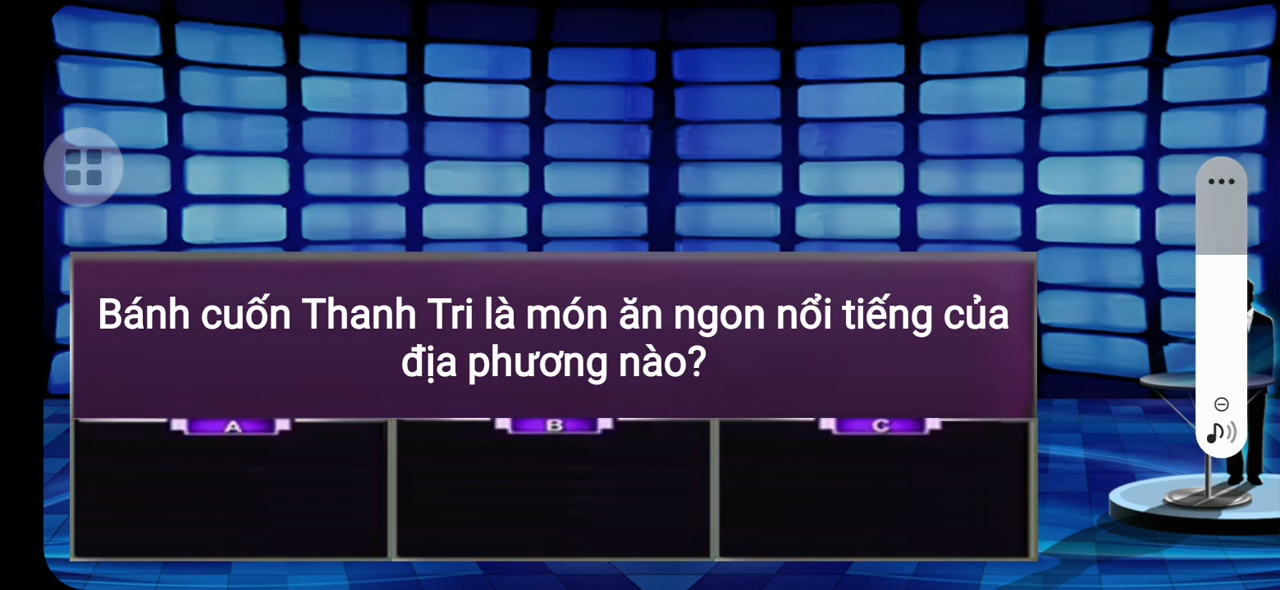 Bánh cuốn Thanh Tri là món ăn ngon nổi tiếng của
địa phương nào?
A
B
C